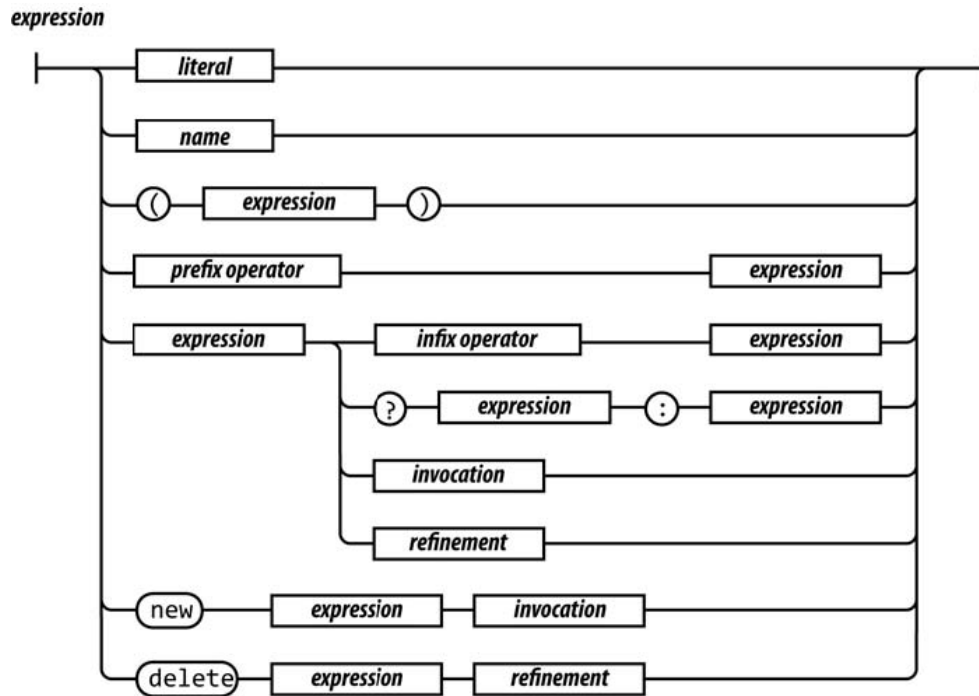 expression
literal
name
( expression )
prefix operator expression
expression infix operator expression
? expression : expression
invocation
refinement
new expression invocation
delete expression refinement